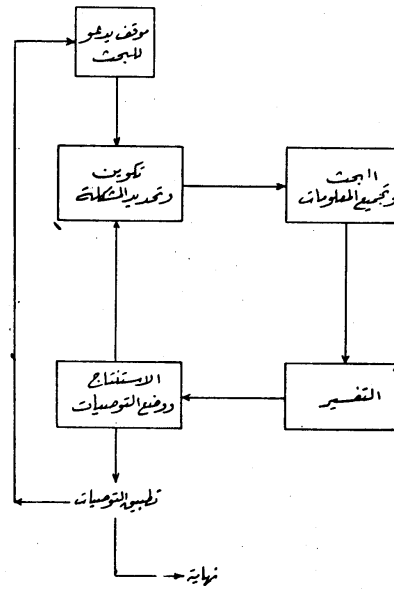 موقف يدعو
للبحث
تكوين
وتحديد المشكلة
البحث
وتجميع المعلومات
التفسير
الاستنتاج
ووضع التوصيات
تطبيق التوصيات
نهاية